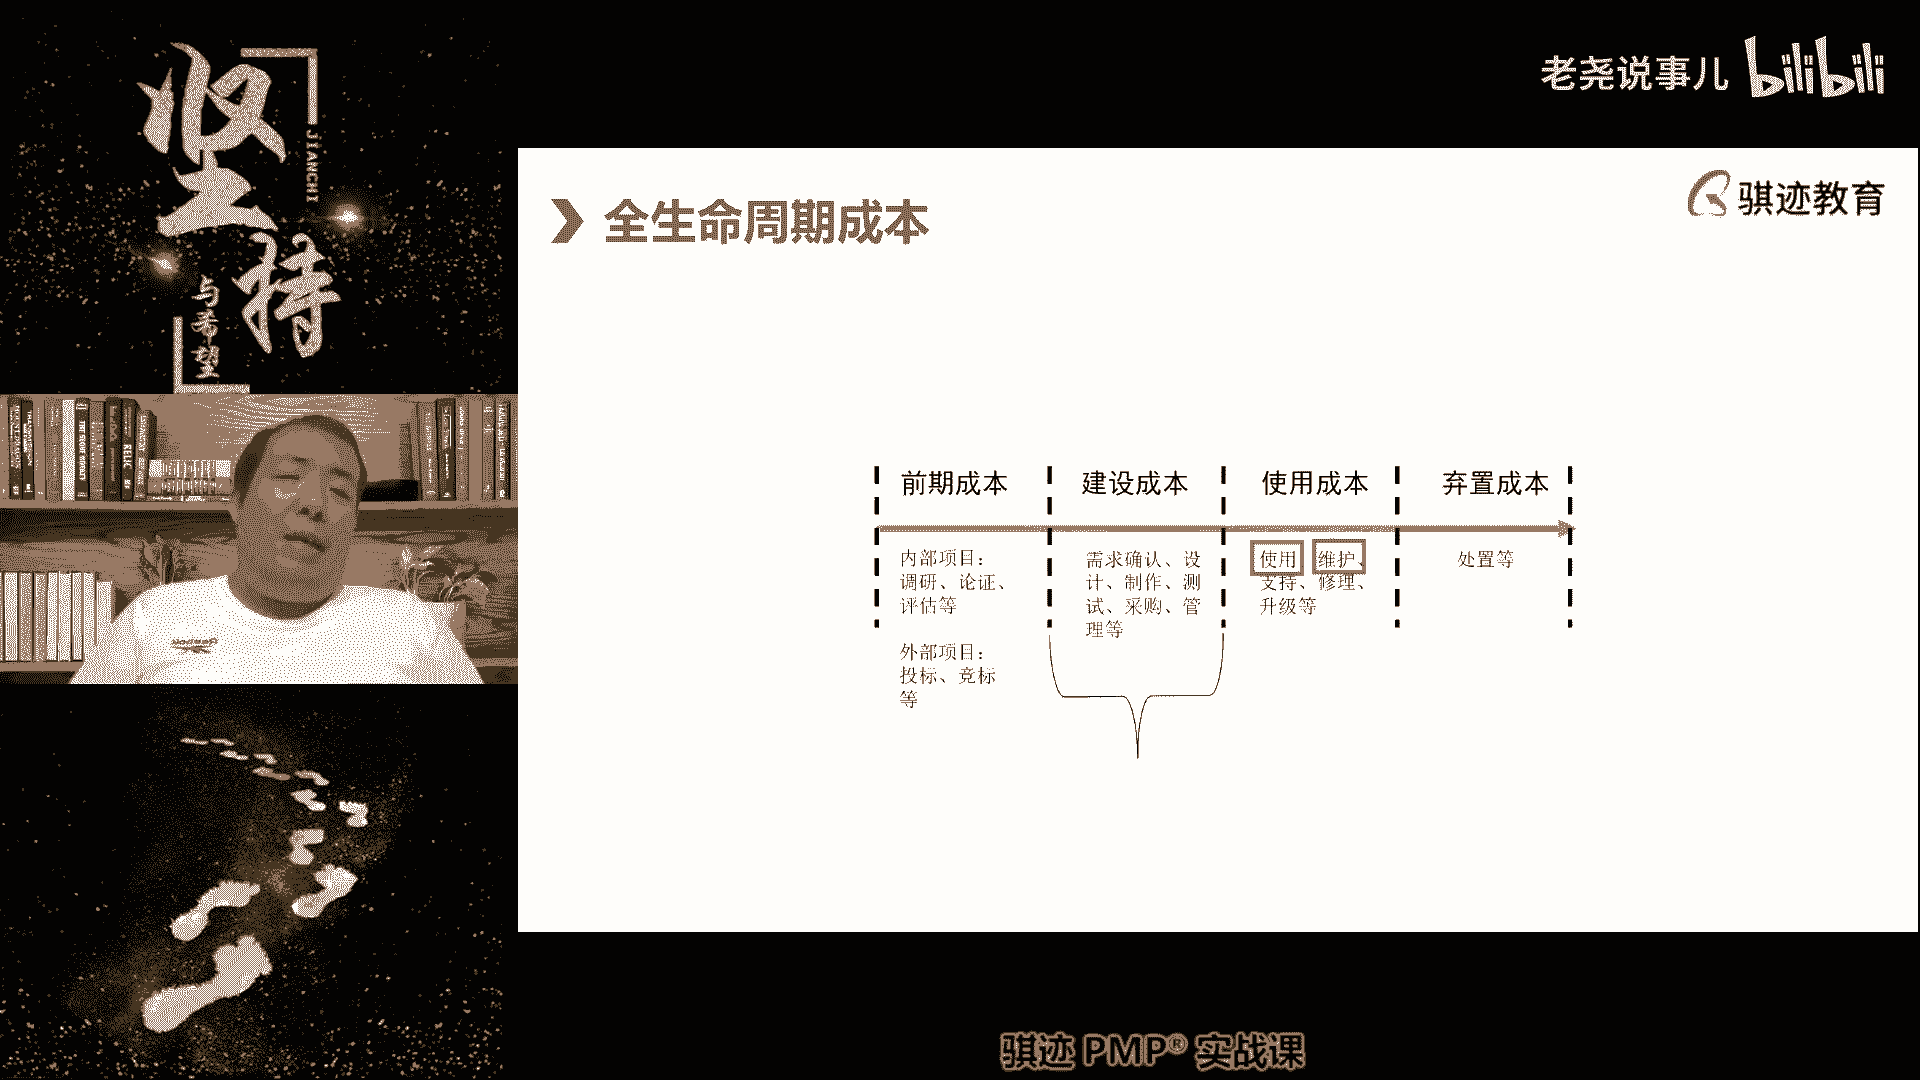 坚持
JIANCHI
与希望
老尧说事儿 bilibili
骐迹教育
全生命周期成本
前期成本
内部项目：
调研、论证、
评估等
外部项目：
投标、竞标
等
建设成本
需求确认、设
计、制作、测
试、采购、管
理等
使用成本
使用、维护、
支持、修理、
升级等
弃置成本
处置等
骐迹 PMP® 实战课